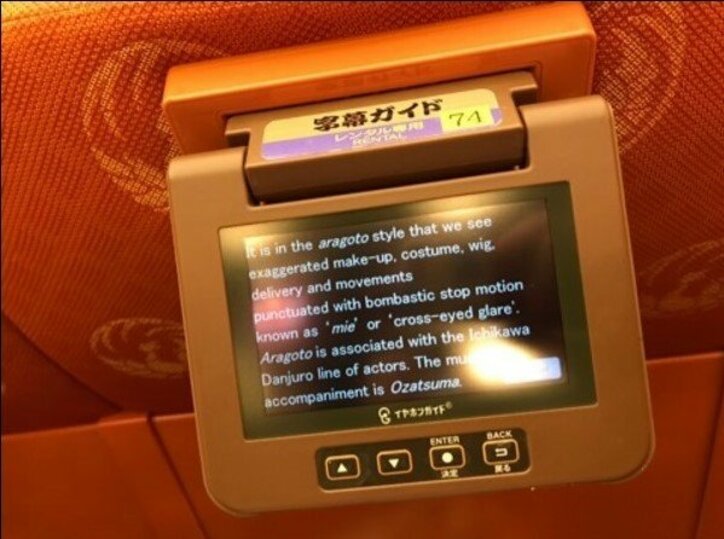 字幕ガイド
74
レンタル専用
RENTAL
It is in the aragoto style that we see
exaggerated make-up, costume, wig,
delivery and movements
punctuated with bombastic stop motion
known as 'mie' or 'cross-eyed glare'.
Aragoto is associated with the Ichikawa
Danjuro line of actors. The
accompaniment is Ozatsuma.
イヤホンガイド®
ENTER
BACK
決定
戻る